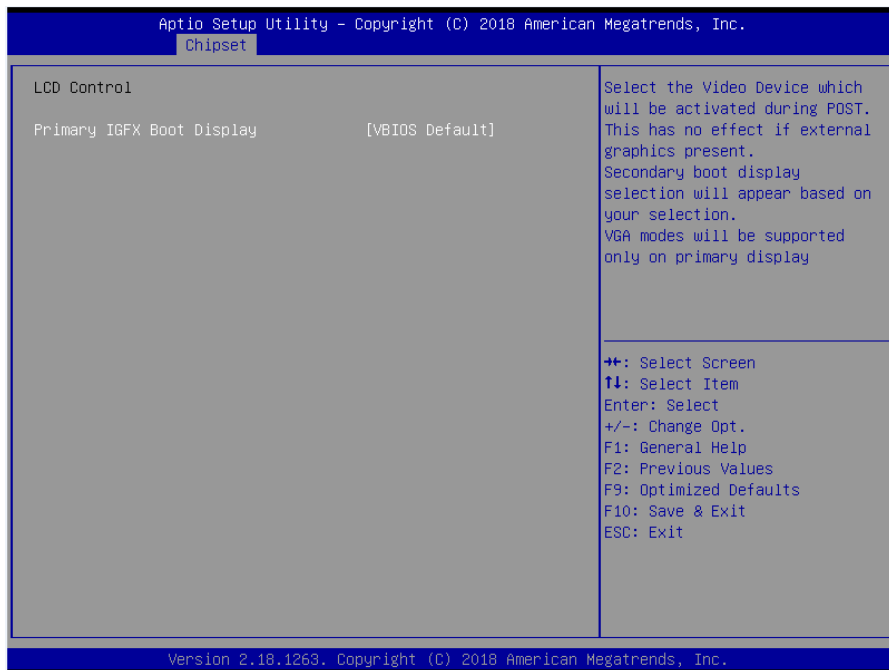 Aptio Setup Utility – Copyright (C) 2018 American Megatrends, Inc.
Chipset
LCD Control
Primary IGFX Boot Display [VBIOS Default]
Select the Video Device which
will be activated during POST.
This has no effect if external
graphics present.
Secondary boot display
selection will appear based on
your selection.
VGA modes will be supported
only on primary display
→←: Select Screen
↑↓: Select Item
Enter: Select
+/-: Change Opt.
F1: General Help
F2: Previous Values
F9: Optimized Defaults
F10: Save & Exit
ESC: Exit
Version 2.18.1263. Copyright (C) 2018 American Megatrends, Inc.